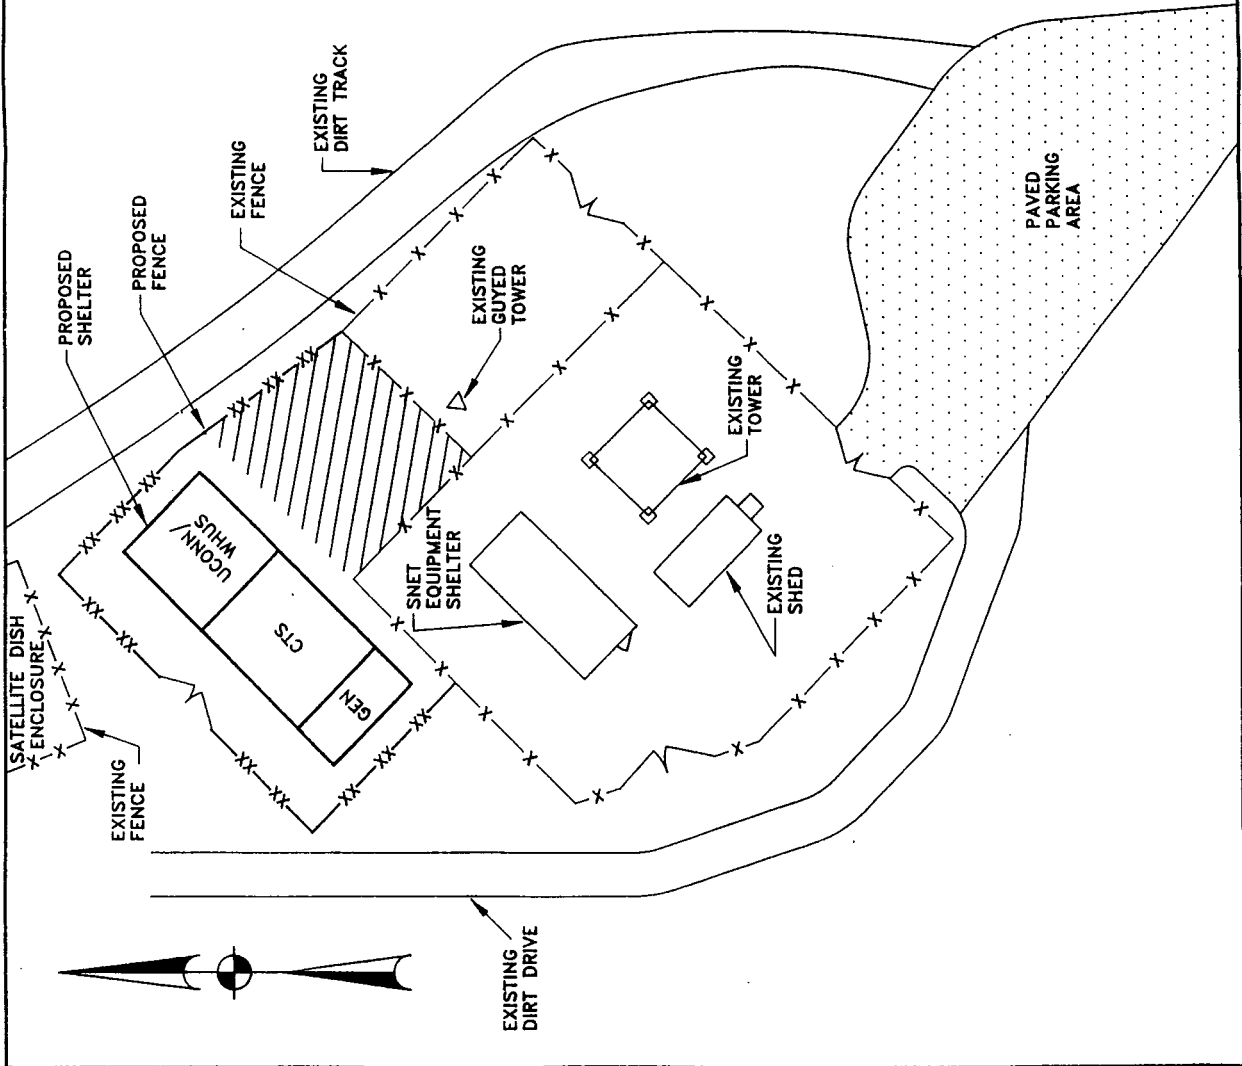 EXISTING
DIRT TRACK
EXISTING
FENCE
PROPOSED
FENCE
PROPOSED
SHELTER
SATELLITE DISH
ENCLOSURE
EXISTING
FENCE
UCONN/
WHUS
CTS
GEN
EXISTING
GUYED
TOWER
SNET
EQUIPMENT
SHELTER
EXISTING
TOWER
EXISTING
SHED
PAVED
PARKING
AREA
EXISTING
DIRT DRIVE